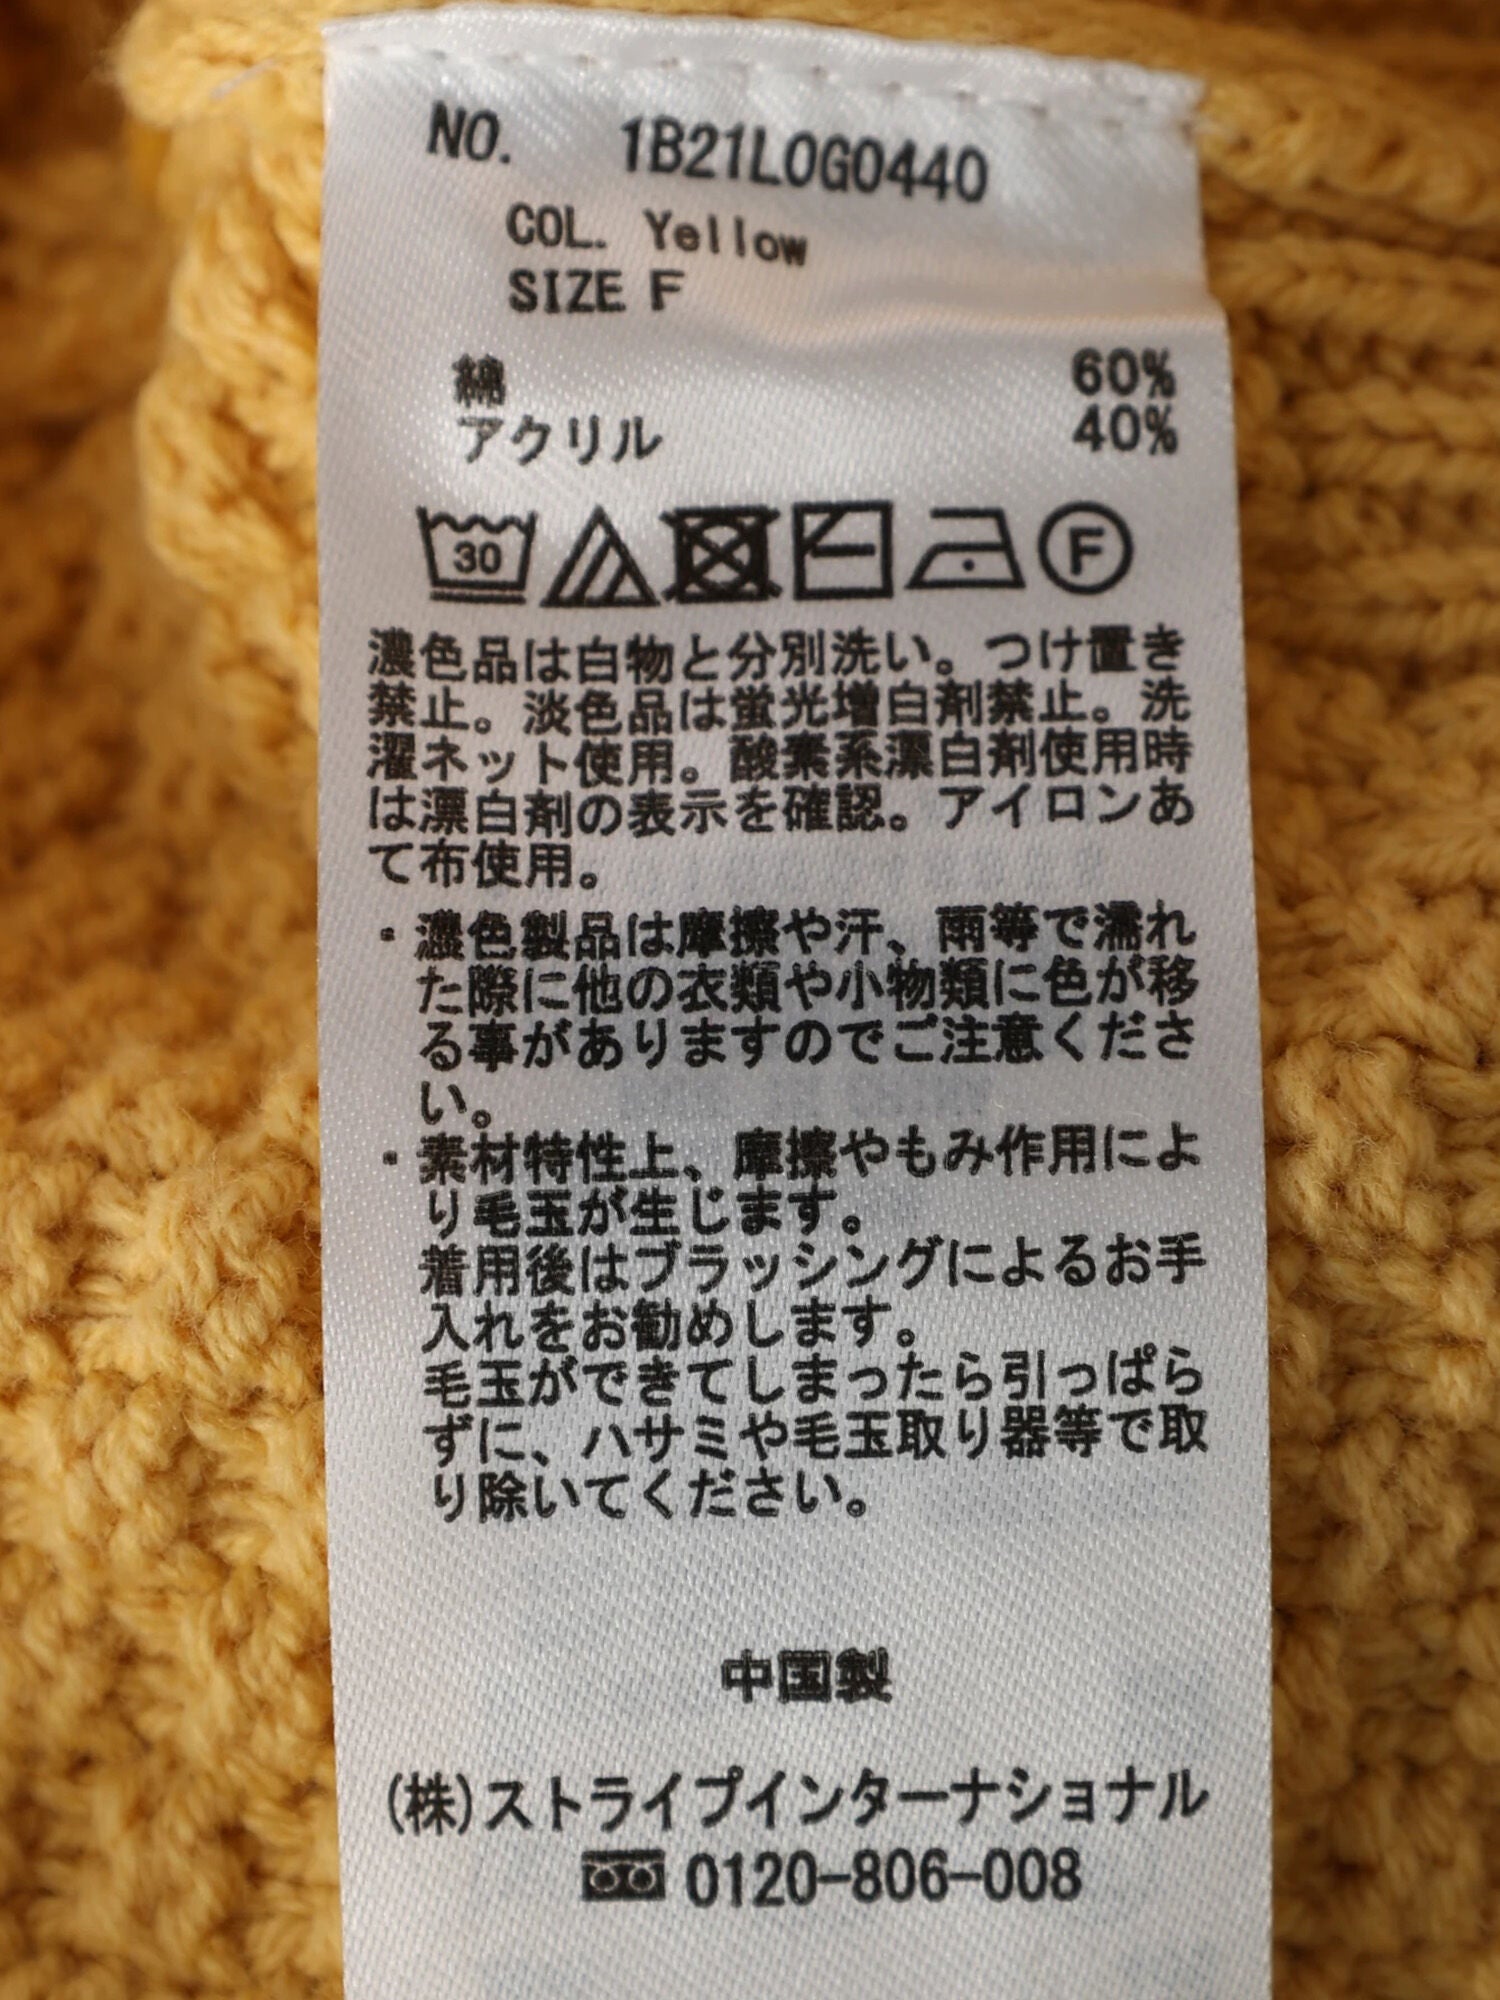 NO. 1B21L0G0440
COL. Yellow
SIZE F
綿 60%
アクリル 40%
30 F
濃色品は白物と分別洗い。つけ置き
禁止。淡色品は蛍光増白剤禁止。洗
濯ネット使用。酸素系漂白剤使用時
は漂白剤の表示を確認。アイロンあ
て布使用。
・濃色製品は摩擦や汗、雨等で濡れ
た際に他の衣類や小物類に色が移
る事がありますのでご注意くださ
い。
・素材特性上、摩擦やもみ作用によ
り毛玉が生じます。
着用後はブラッシングによるお手
入れをお勧めします。
毛玉ができてしまったら引っぱら
ずに、ハサミや毛玉取り器等で取
り除いてください。
中国製
(株)ストライプインターナショナル
0120-806-008